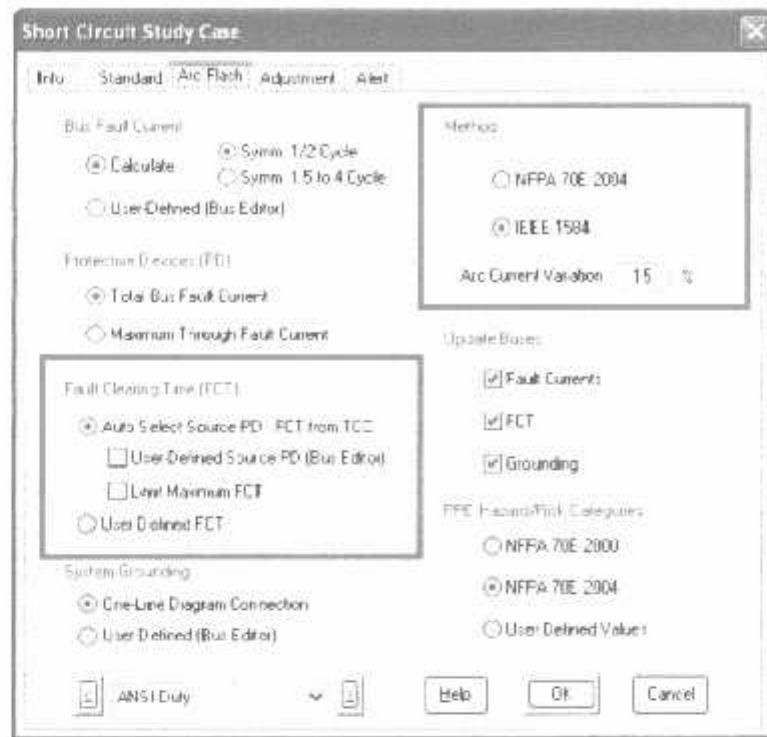 Short Circuit Study Case
Info Standard Arc Flash Adjustment Alert
Bus Fault Current
Calculate
Symm. 1/2 Cycle
Symm. 1.5 to 4 Cycle
User-Defined (Bus Editor)
Protective Devices (PD)
Total Bus Fault Current
Maximum Through Fault Current
Fault Clearing Time (FCT)
Auto Select Source PD - FCT from TCC
User-Defined Source PD (Bus Editor)
Limit Maximum FCT
User Defined FCT
System Grounding
One-Line Diagram Connection
User Defined (Bus Editor)
Method
NFPA 70E 2004
IEEE 1584
Arc Current Variation 15 %
Update Buses
Fault Currents
FCT
Grounding
PPE Hazard/Risk Categories
NFPA 70E-2000
NFPA 70E-2004
User Defined Values
ANSI Duty
Help OK Cancel